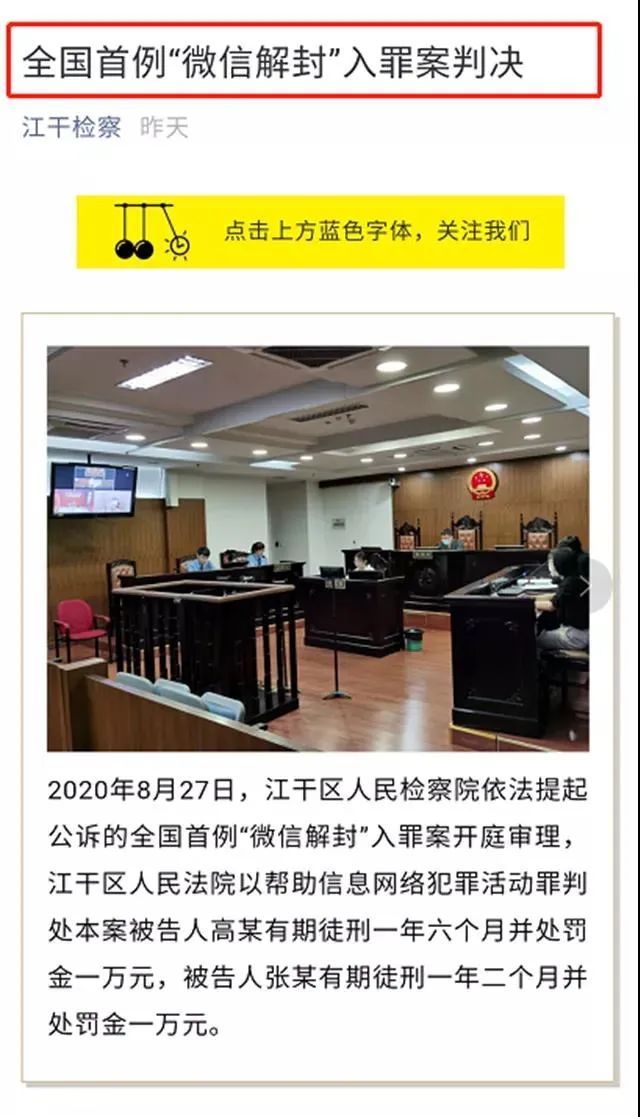 全国首例“微信解封”入罪案判决
江干检察 昨天
点击上方蓝色字体，关注我们
2020年8月27日，江干区人民检察院依法提起
公诉的全国首例“微信解封”入罪案开庭审理，
江干区人民法院以帮助信息网络犯罪活动罪判
处本案被告人高某有期徒刑一年六个月并处罚
金一万元，被告人张某有期徒刑一年二个月并
处罚金一万元。